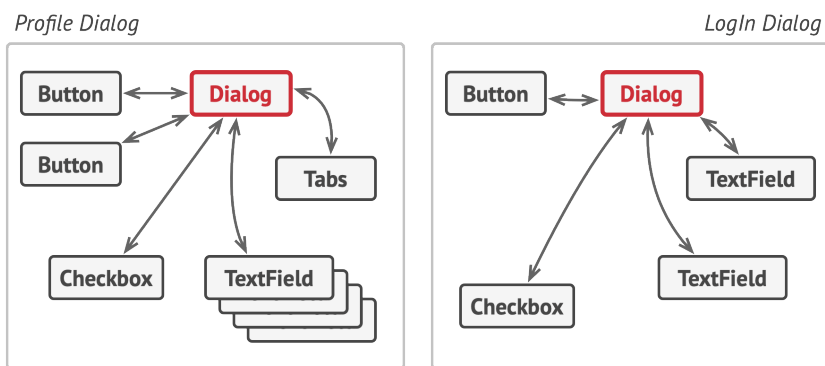 Profile Dialog
Button
Dialog
Button
Tabs
Checkbox
TextField
LogIn Dialog
Button
Dialog
TextField
TextField
Checkbox